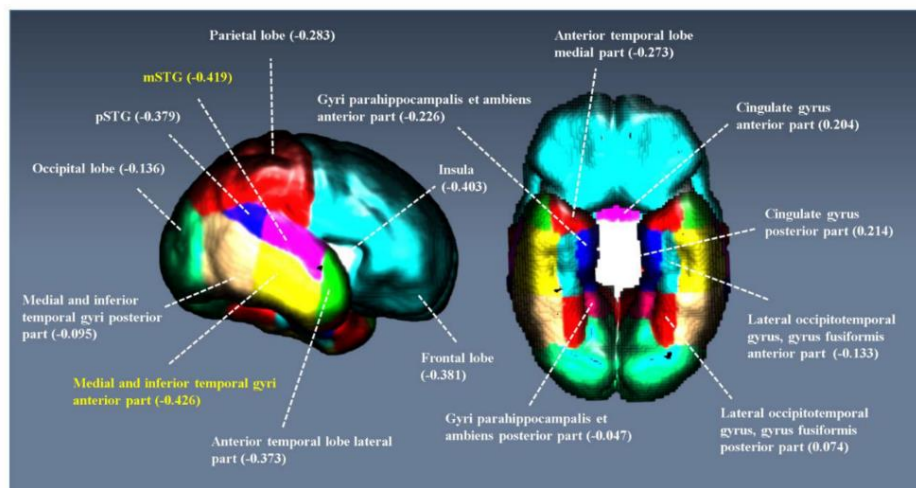 Parietal lobe (-0.283)
mSTG (-0.419)
pSTG (-0.379)
Occipital lobe (-0.136)
Insula
(-0.403)
Medial and inferior
temporal gyri posterior
part (-0.095)
Medial and inferior temporal gyri
anterior part (-0.426)
Anterior temporal lobe lateral
part (-0.373)
Frontal lobe
(-0.381)
Anterior temporal lobe
medial part (-0.273)
Gyri parahippocampalis et ambiens
anterior part (-0.226)
Cingulate gyrus
anterior part (0.204)
Cingulate gyrus
posterior part (0.214)
Lateral occipitotemporal
gyrus, gyrus fusiformis
anterior part (-0.133)
Gyri parahippocampalis et
ambiens posterior part (-0.047)
Lateral occipitotemporal
gyrus, gyrus fusiformis
posterior part (0.074)